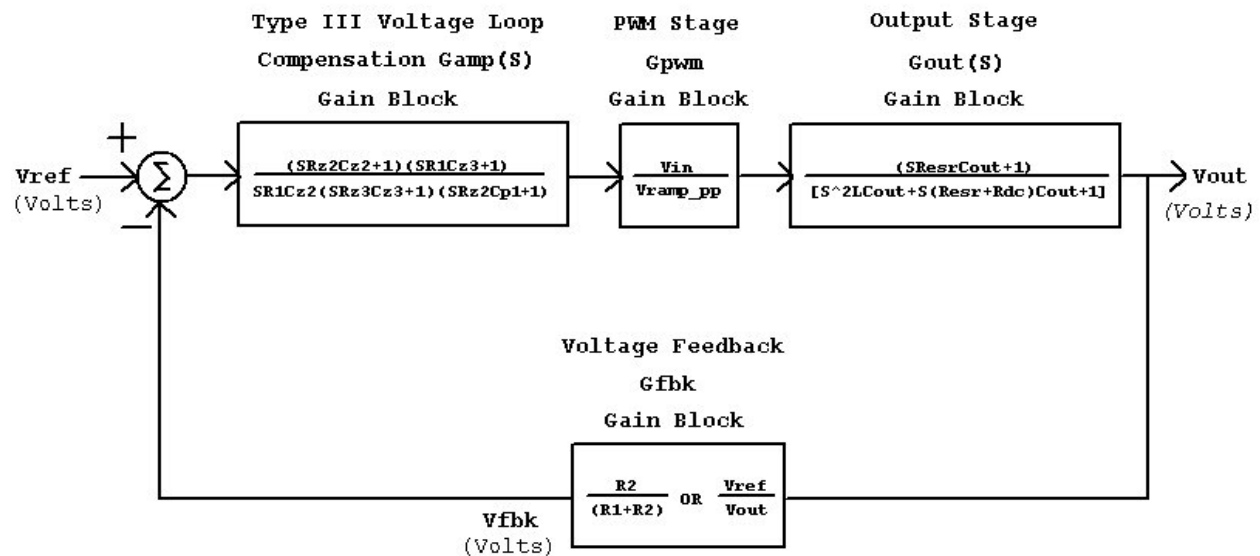 Type III Voltage Loop
Compensation Gamp(S)
Gain Block
PWM Stage
Gpwm
Gain Block
Output Stage
Gout(S)
Gain Block
+
Vref
(Volts)
Σ
−
(SRz2Cz2+1)(SR1Cz3+1)
SR1Cz2(SRz3Cz3+1)(SRz2Cp1+1)
Vin
Vramp_pp
(SResrCout+1)
[S^2LCout+S(Resr+Rdc)Cout+1]
Vout
(Volts)
Voltage Feedback
Gfbk
Gain Block
R2
(R1+R2)
OR
Vref
Vout
Vfbk
(Volts)